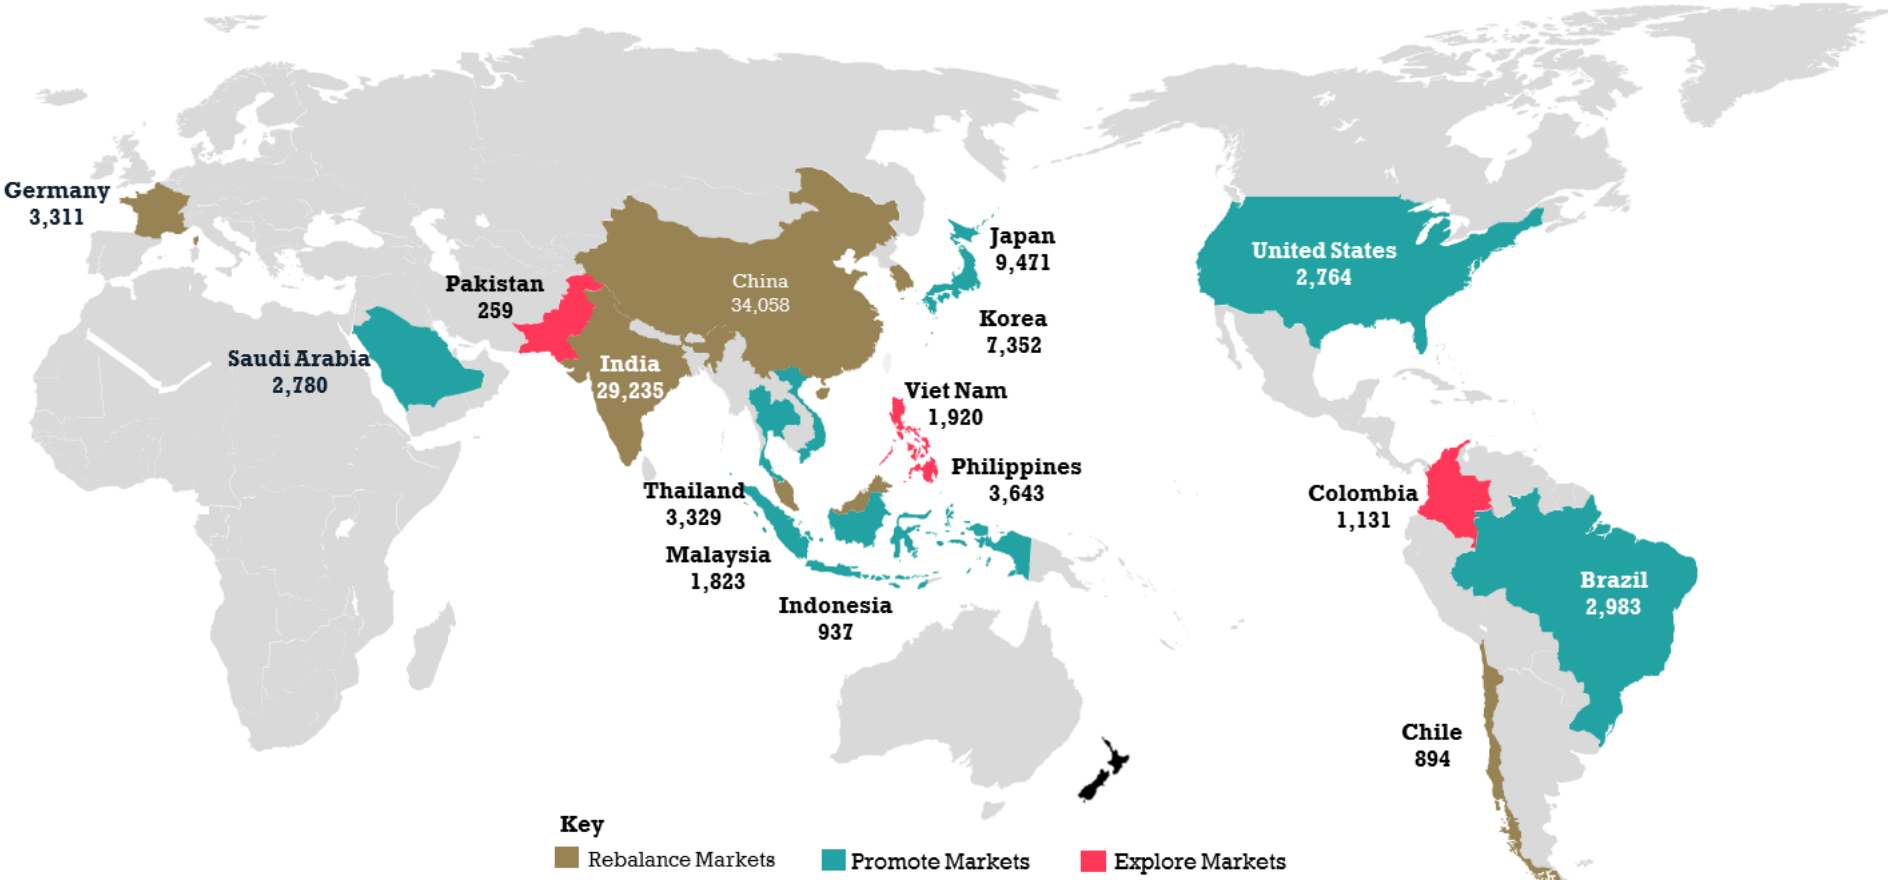 Germany
3,311
Saudi Arabia
2,780
Pakistan
259
India
29,235
China
34,058
Japan
9,471
Korea
7,352
Viet Nam
1,920
Philippines
3,643
Thailand
3,329
Malaysia
1,823
Indonesia
937
United States
2,764
Colombia
1,131
Brazil
2,983
Chile
894
Key
Rebalance Markets
Promote Markets
Explore Markets